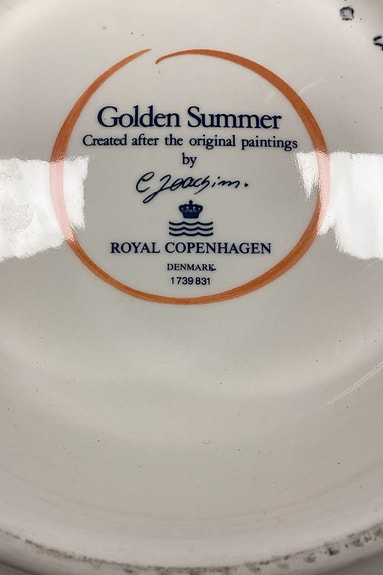 Golden Summer
Created after the original paintings
by
C Joachim.
ROYAL COPENHAGEN
DENMARK
1739831